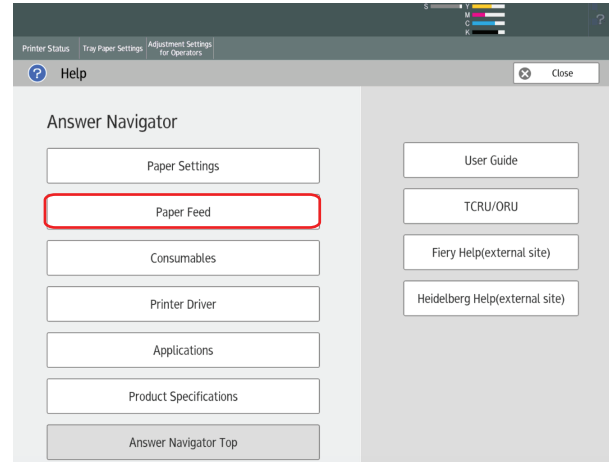 S
Y
M
C
K
?
Printer Status
Tray Paper Settings
Adjustment Settings
for Operators
? Help
Close
Answer Navigator
Paper Settings
Paper Feed
Consumables
Printer Driver
Applications
Product Specifications
Answer Navigator Top
User Guide
TCRU/ORU
Fiery Help(external site)
Heidelberg Help(external site)